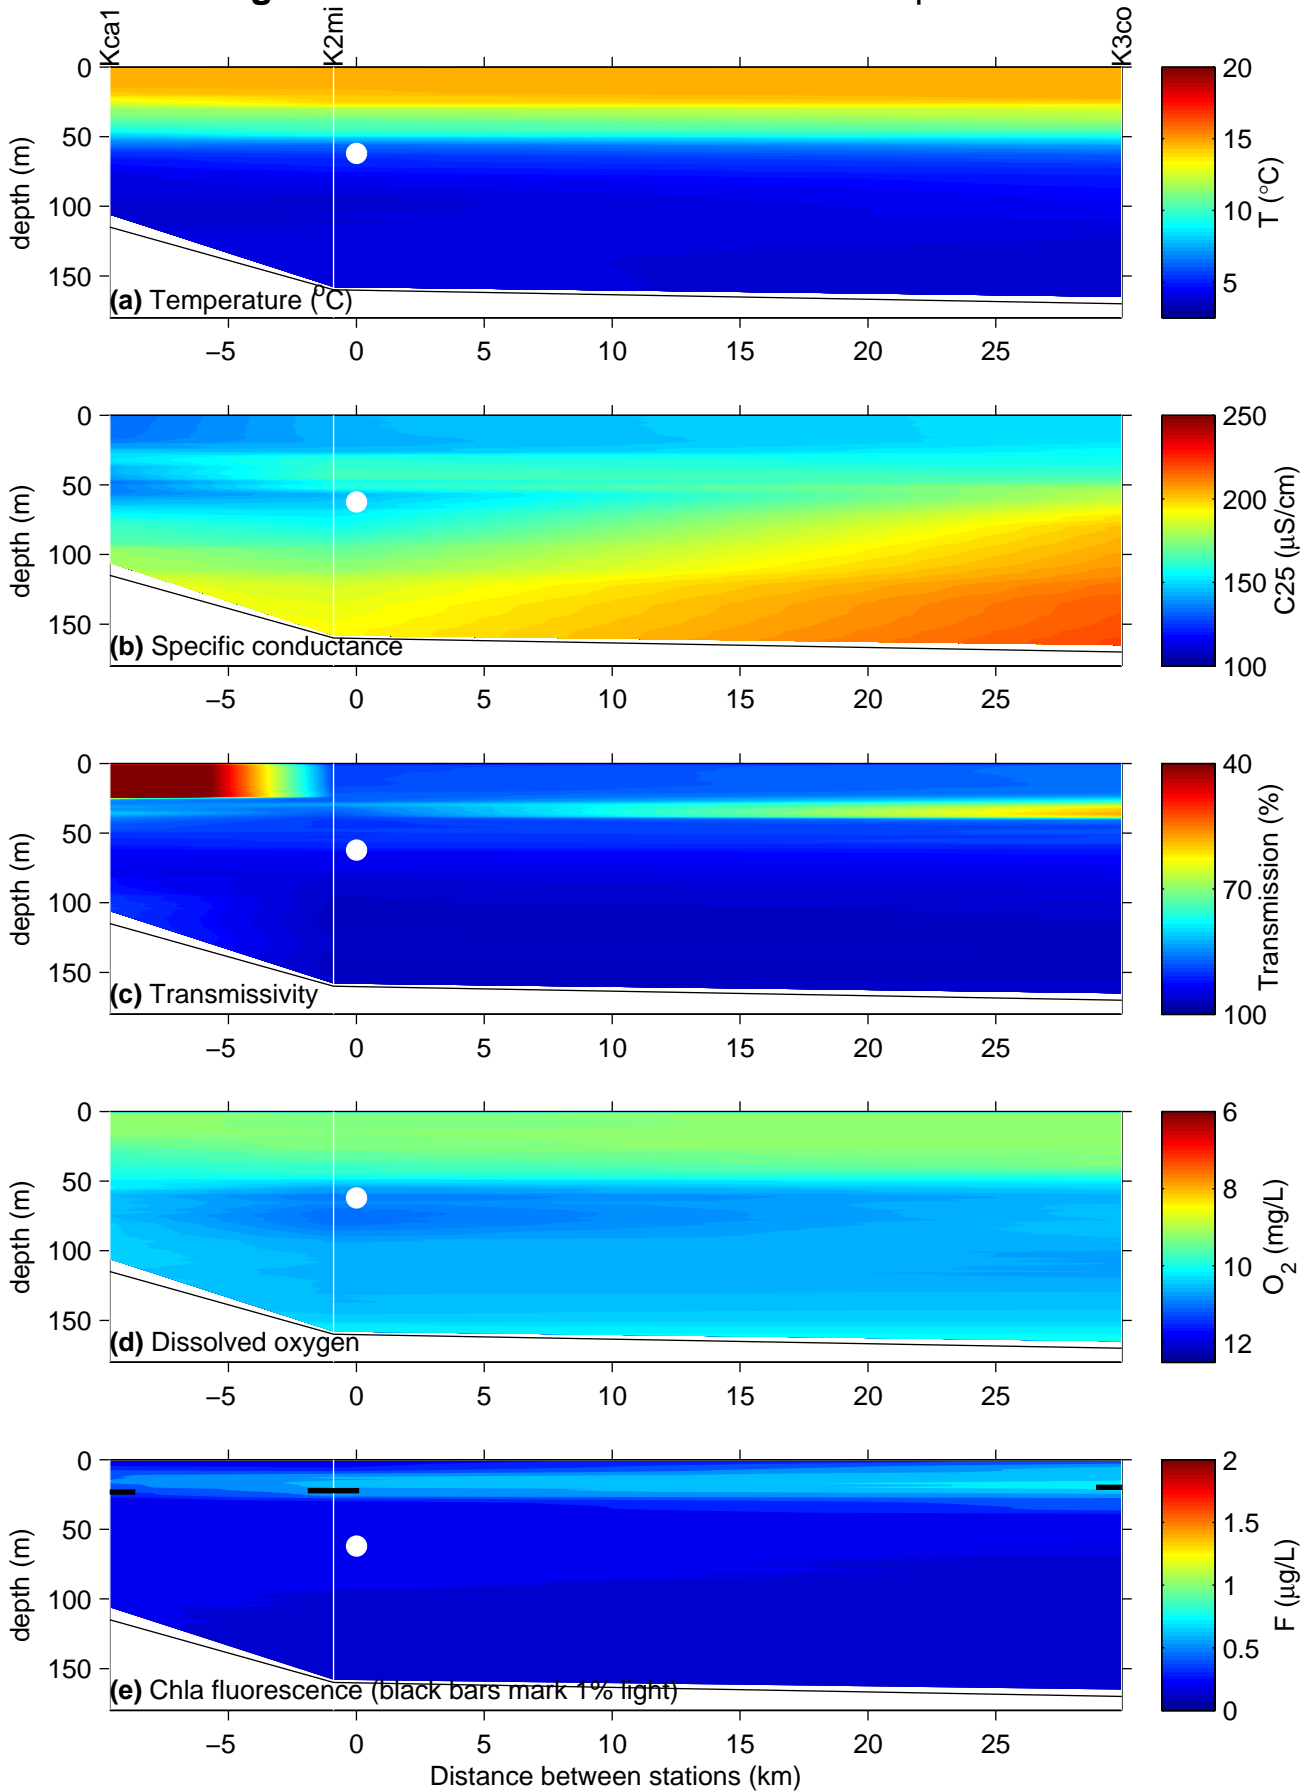 Kca1
K2mi
K3co
0
50
100
150
depth (m)
(a) Temperature (°C)
−5 0 5 10 15 20 25
20
15
10
5
T (°C)
0
50
100
150
depth (m)
(b) Specific conductance
−5 0 5 10 15 20 25
250
200
150
100
C25 (μS/cm)
0
50
100
150
depth (m)
(c) Transmissivity
−5 0 5 10 15 20 25
40
70
100
Transmission (%)
0
50
100
150
depth (m)
(d) Dissolved oxygen
−5 0 5 10 15 20 25
6
8
10
12
O2 (mg/L)
0
50
100
150
depth (m)
(e) Chla fluorescence (black bars mark 1% light)
−5 0 5 10 15 20 25
2
1.5
1
0.5
0
F (μg/L)
Distance between stations (km)